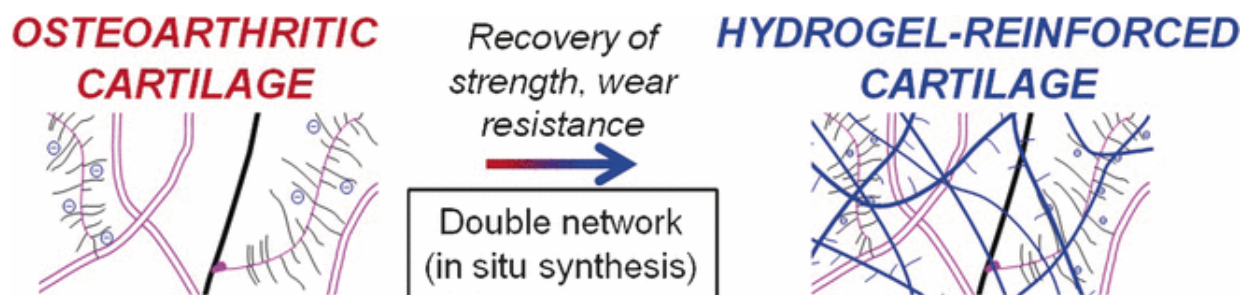 OSTEOARTHRITIC
CARTILAGE
Recovery of
strength, wear
resistance
Double network
(in situ synthesis)
HYDROGEL-REINFORCED
CARTILAGE